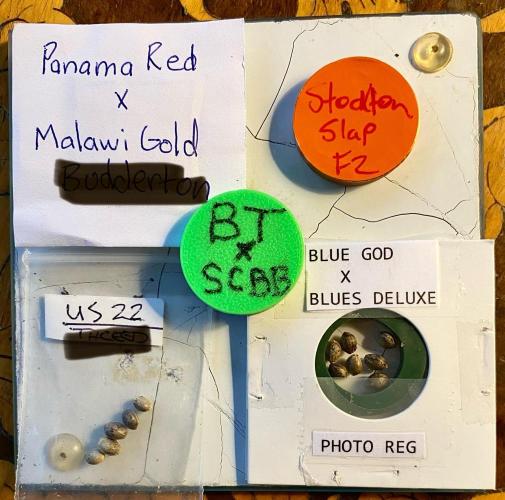 Panama Red
X
Malawi Gold
Budderton
Stockton
Slap
F2
BT
x
SCBB
BLUE GOD
X
BLUES DELUXE
US 22
PHOTO REG